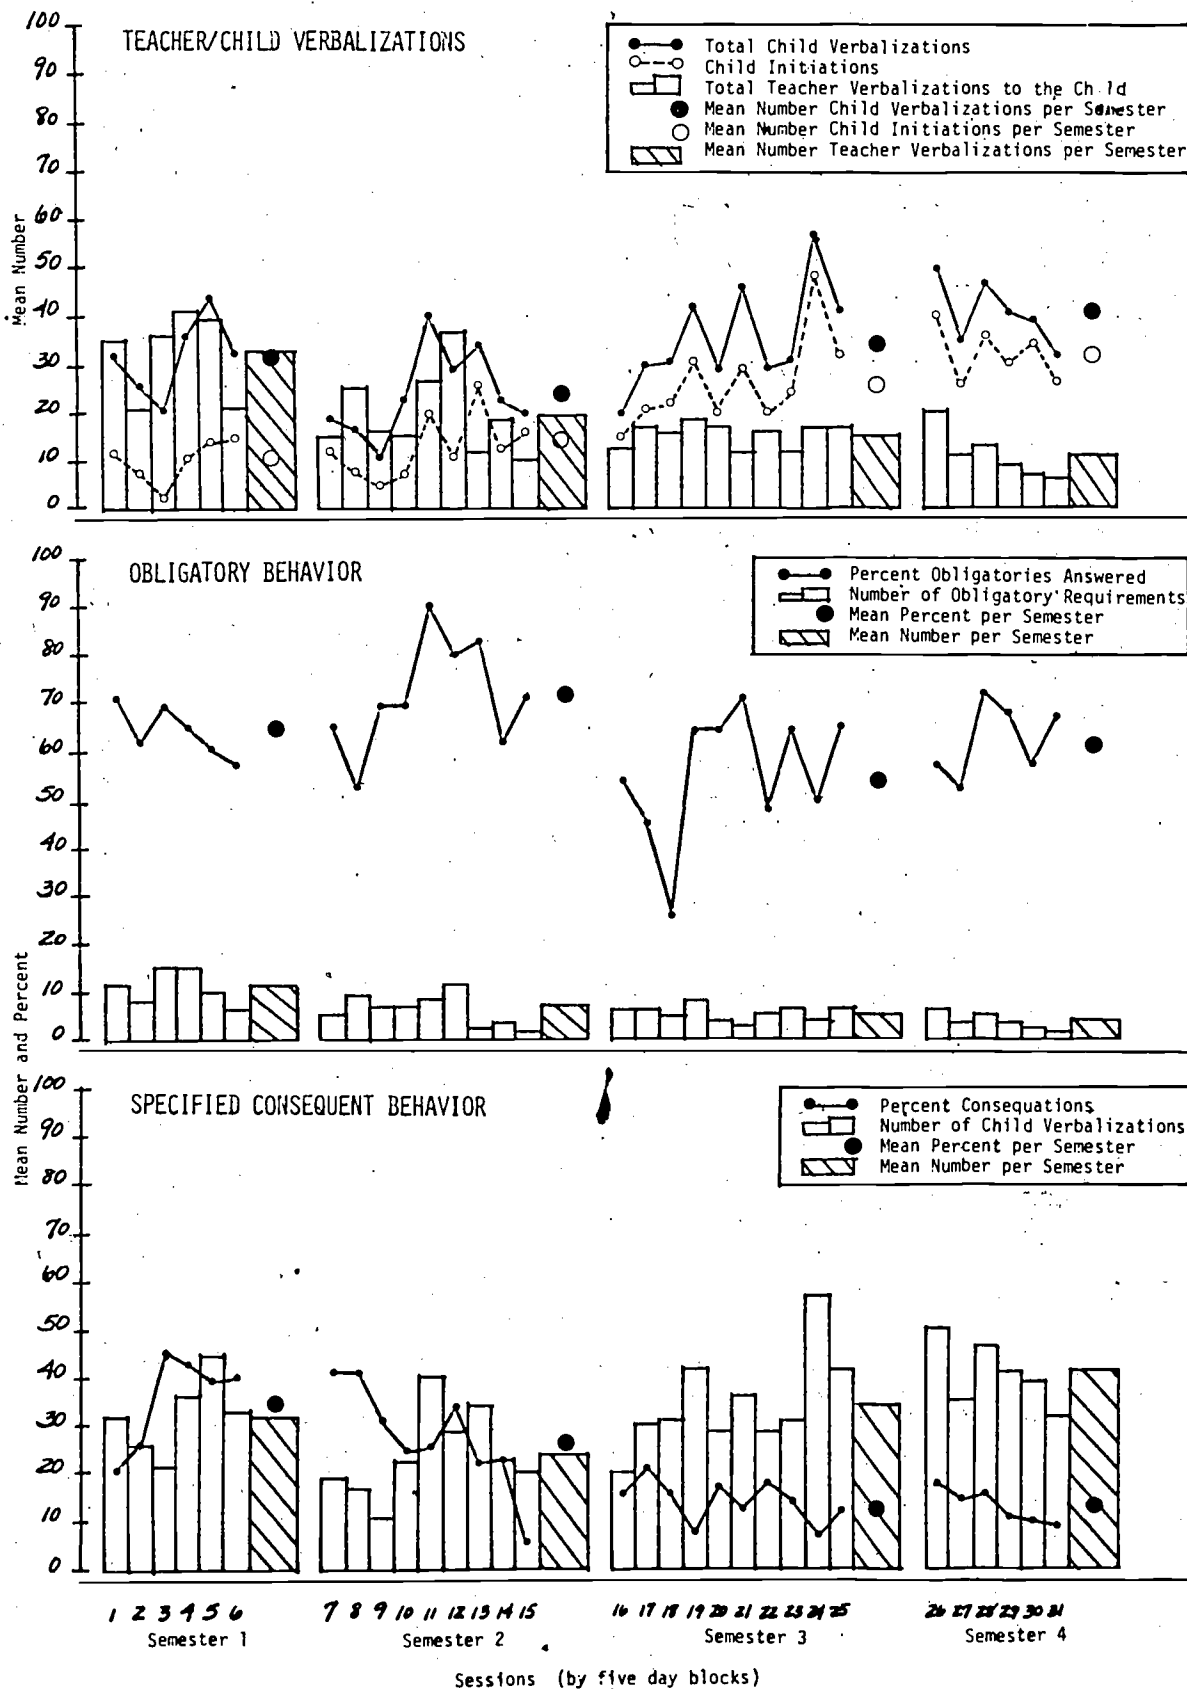 TEACHER/CHILD VERBALIZATIONS
Total Child Verbalizations
Child Initiations
Total Teacher Verbalizations to the Child
Mean Number Child Verbalizations per Semester
Mean Number Child Initiations per Semester
Mean Number Teacher Verbalizations per Semester
Mean Number
100
90
80
70
60
50
40
30
20
10
0
OBLIGATORY BEHAVIOR
Percent Obligatories Answered
Number of Obligatory Requirements
Mean Percent per Semester
Mean Number per Semester
100
90
80
70
60
50
40
30
20
10
0
Mean Number and Percent
SPECIFIED CONSEQUENT BEHAVIOR
Percent Consequations
Number of Child Verbalizations
Mean Percent per Semester
Mean Number per Semester
100
90
80
70
60
50
40
30
20
10
0
1 2 3 4 5 6 7 8 9 10 11 12 13 14 15 16 17 18 19 20 21 22 23 24 25 26 27 28 29 30 31
Semester 1 Semester 2 Semester 3 Semester 4
Sessions (by five day blocks)